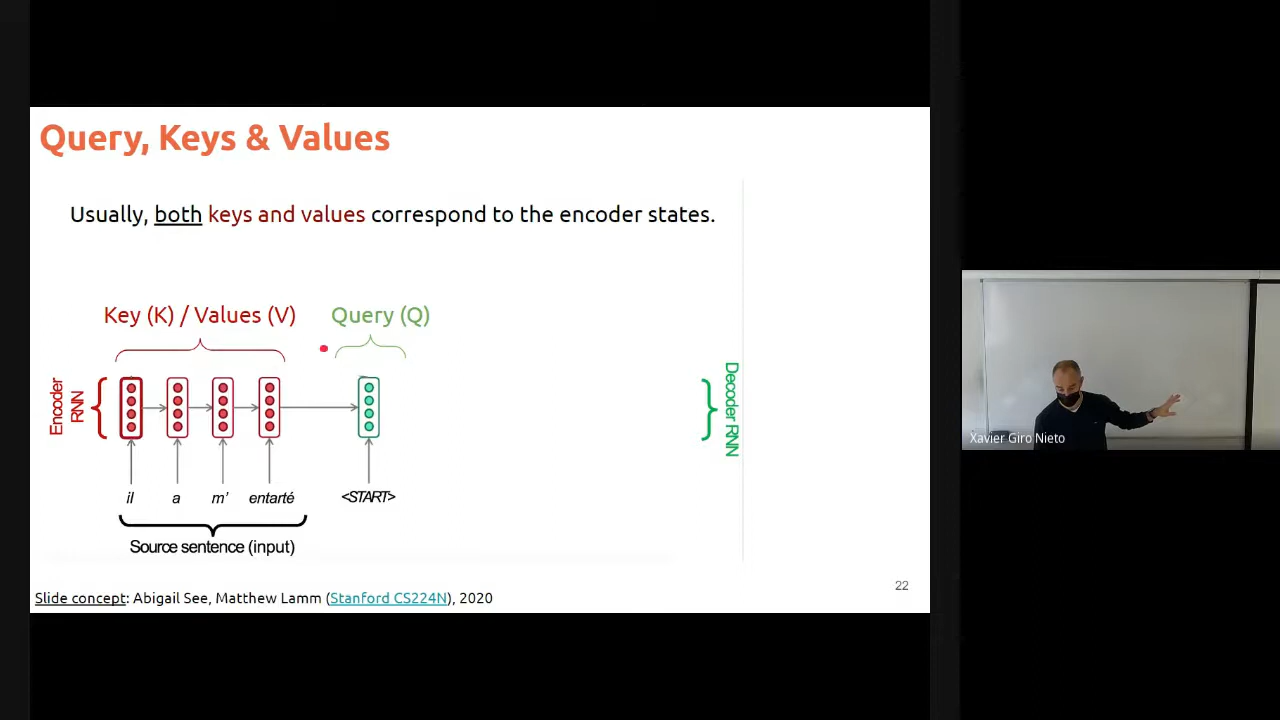 Query, Keys & Values
Usually, both keys and values correspond to the encoder states.
Key (K) / Values (V)
Query (Q)
Encoder
RNN
Decoder RNN
il a m' entarté <START>
Source sentence (input)
22
Slide concept: Abigail See, Matthew Lamm (Stanford CS224N), 2020
Xavier Giro Nieto